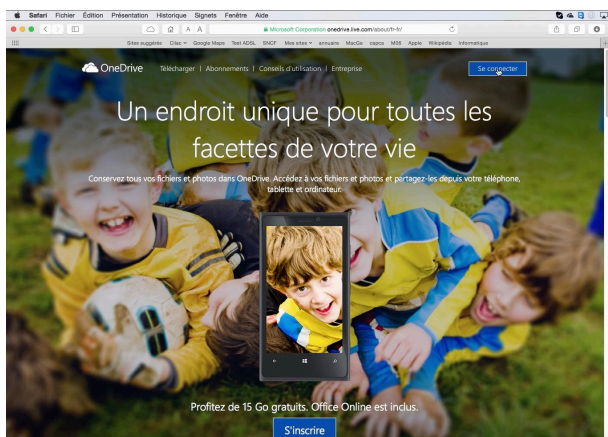 Safari Fichier Édition Présentation Historique Signets Fenêtre Aide
A A Microsoft Corporation onedrive.live.com/about/fr-fr/
Sites suggérés Clics Google Maps Test ADSL SNCF Mes sites annuaire MacGe capoa MS8 Apple Wikipédia Informatique
OneDrive Télécharger | Abonnements | Conseils d'utilisation | Entreprise Se connecter
Un endroit unique pour toutes les
facettes de votre vie
Conservez tous vos fichiers et photos dans OneDrive. Accédez à vos fichiers et photos et partagez-les depuis votre téléphone,
tablette et ordinateur.
Profitez de 15 Go gratuits. Office Online est inclus.
S'inscrire